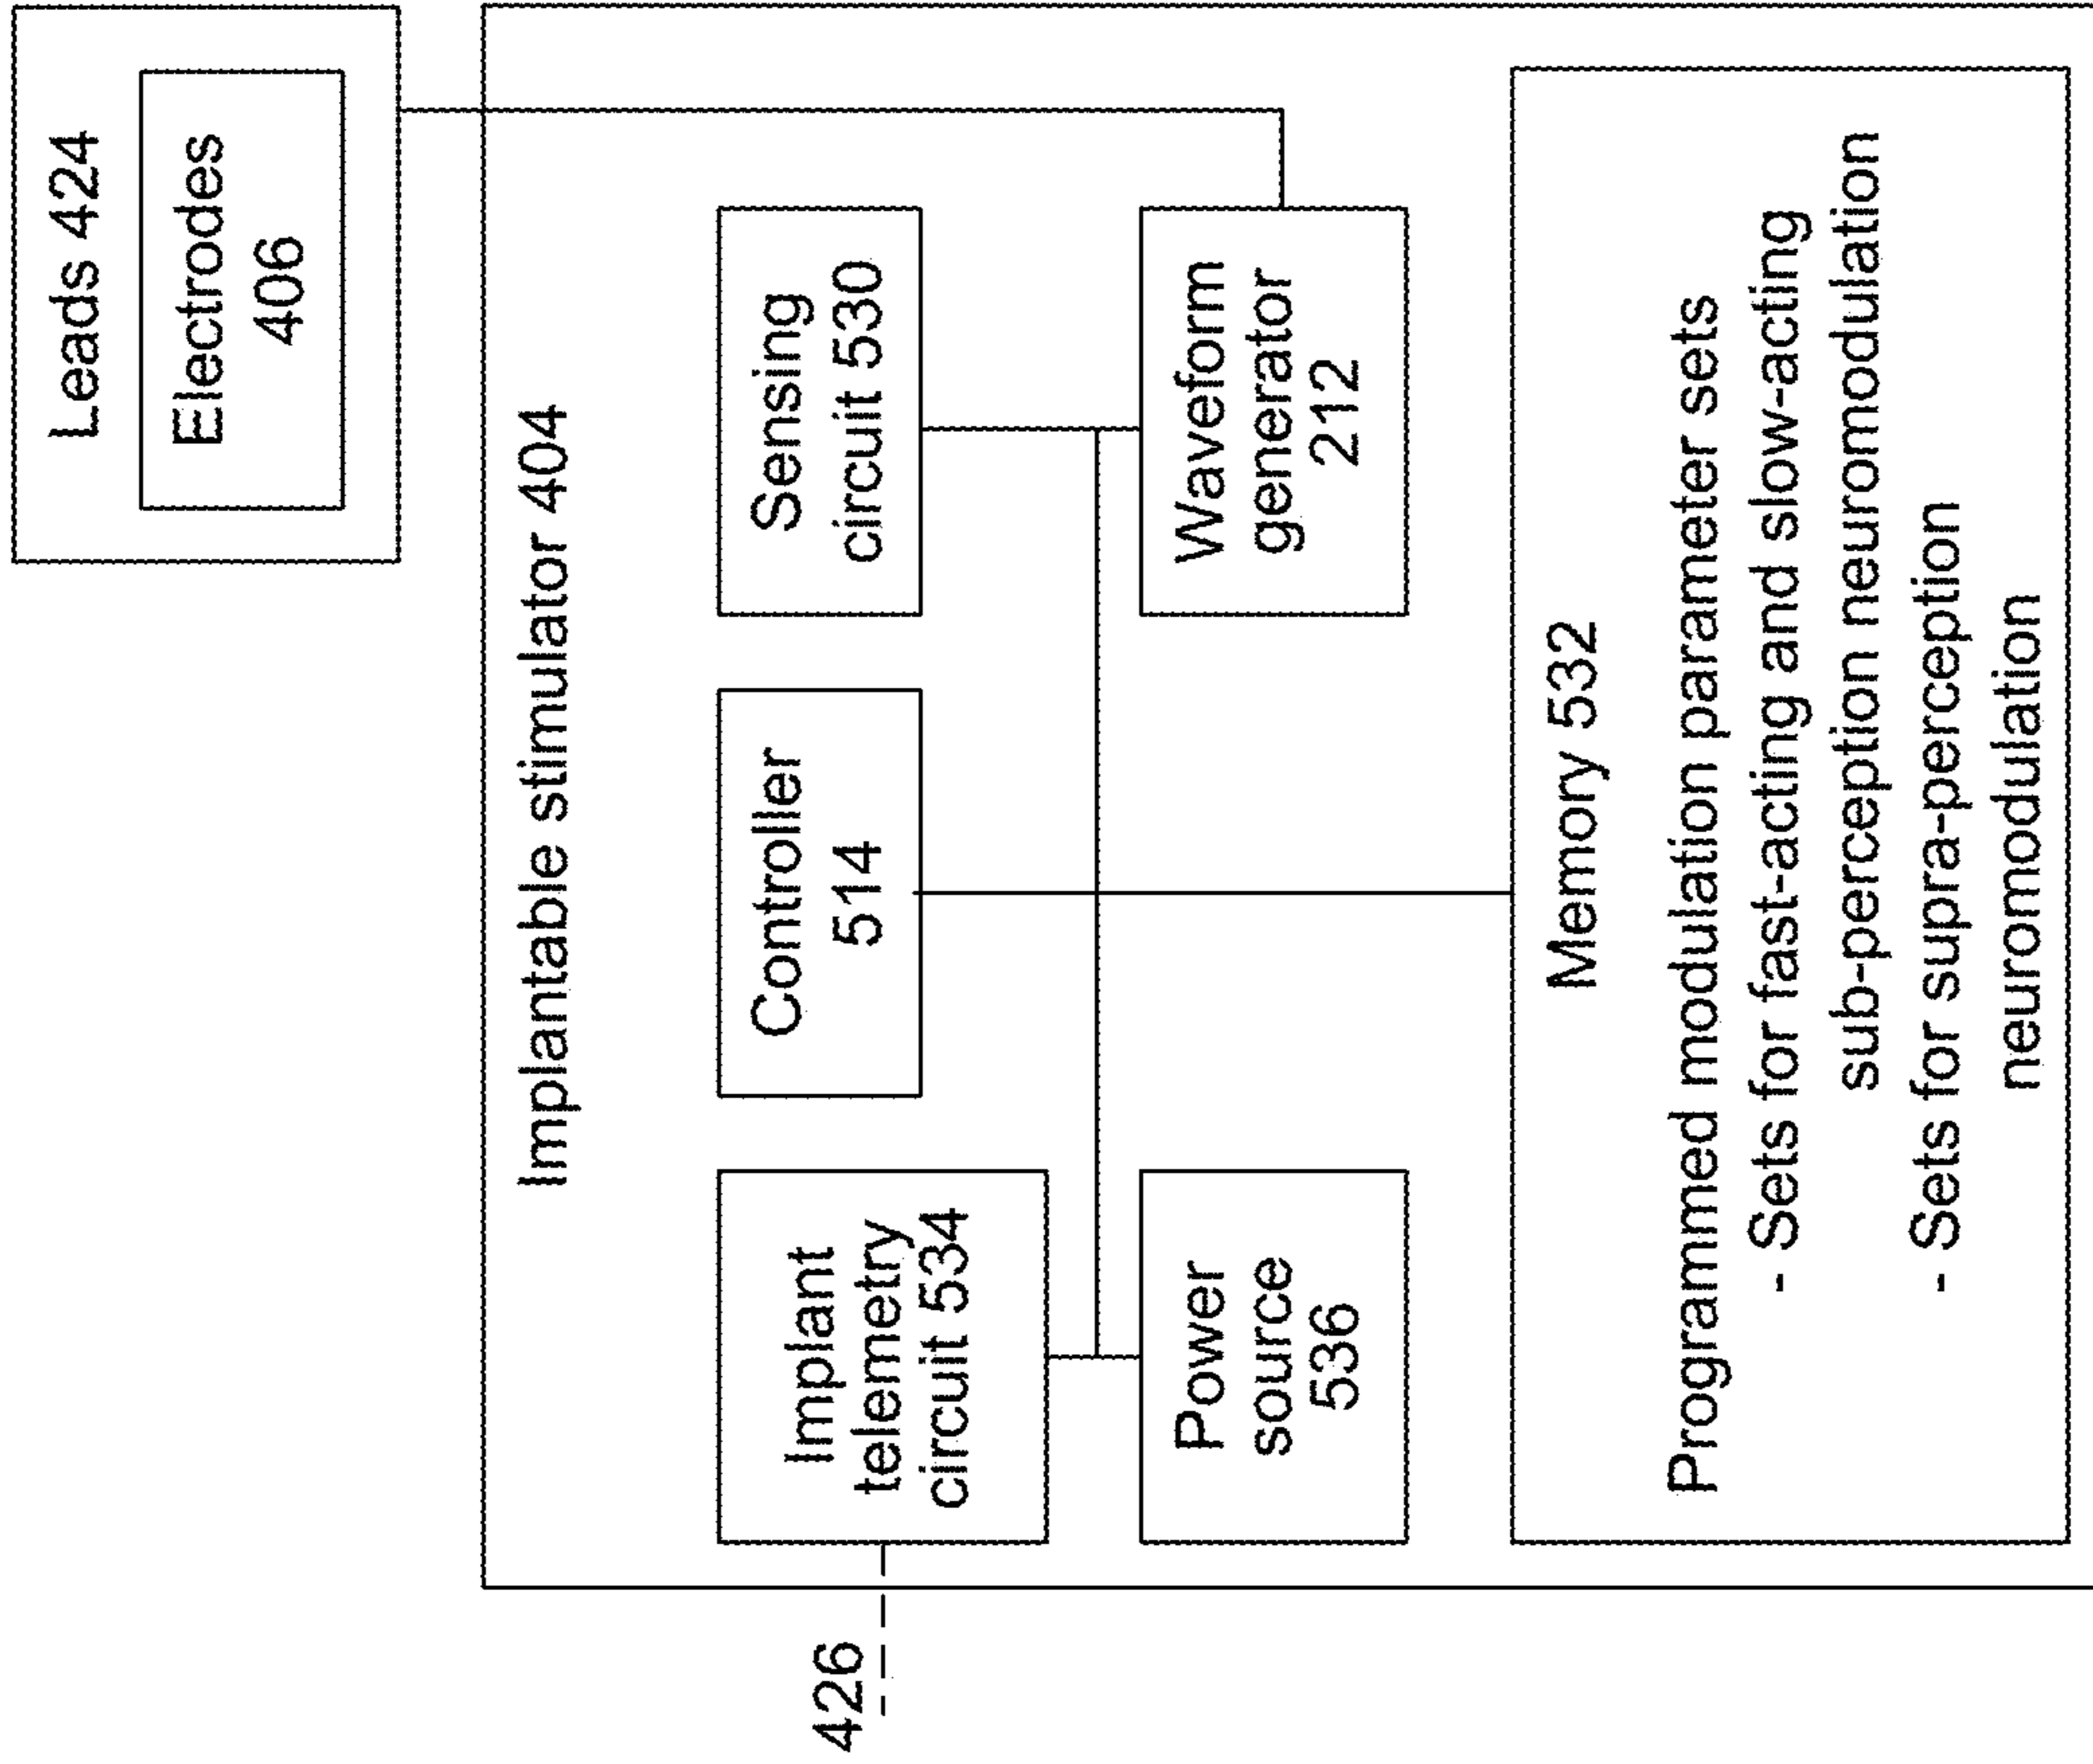 Leads 424
Electrodes
406
Implantable stimulator 404
Implant
telemetry
circuit 534
Controller
514
Sensing
circuit 530
426
Power
source
536
Waveform
generator
212
Memory 532
Programmed modulation parameter sets
- Sets for fast-acting and slow-acting
sub-perception neuromodulation
- Sets for supra-perception
neuromodulation